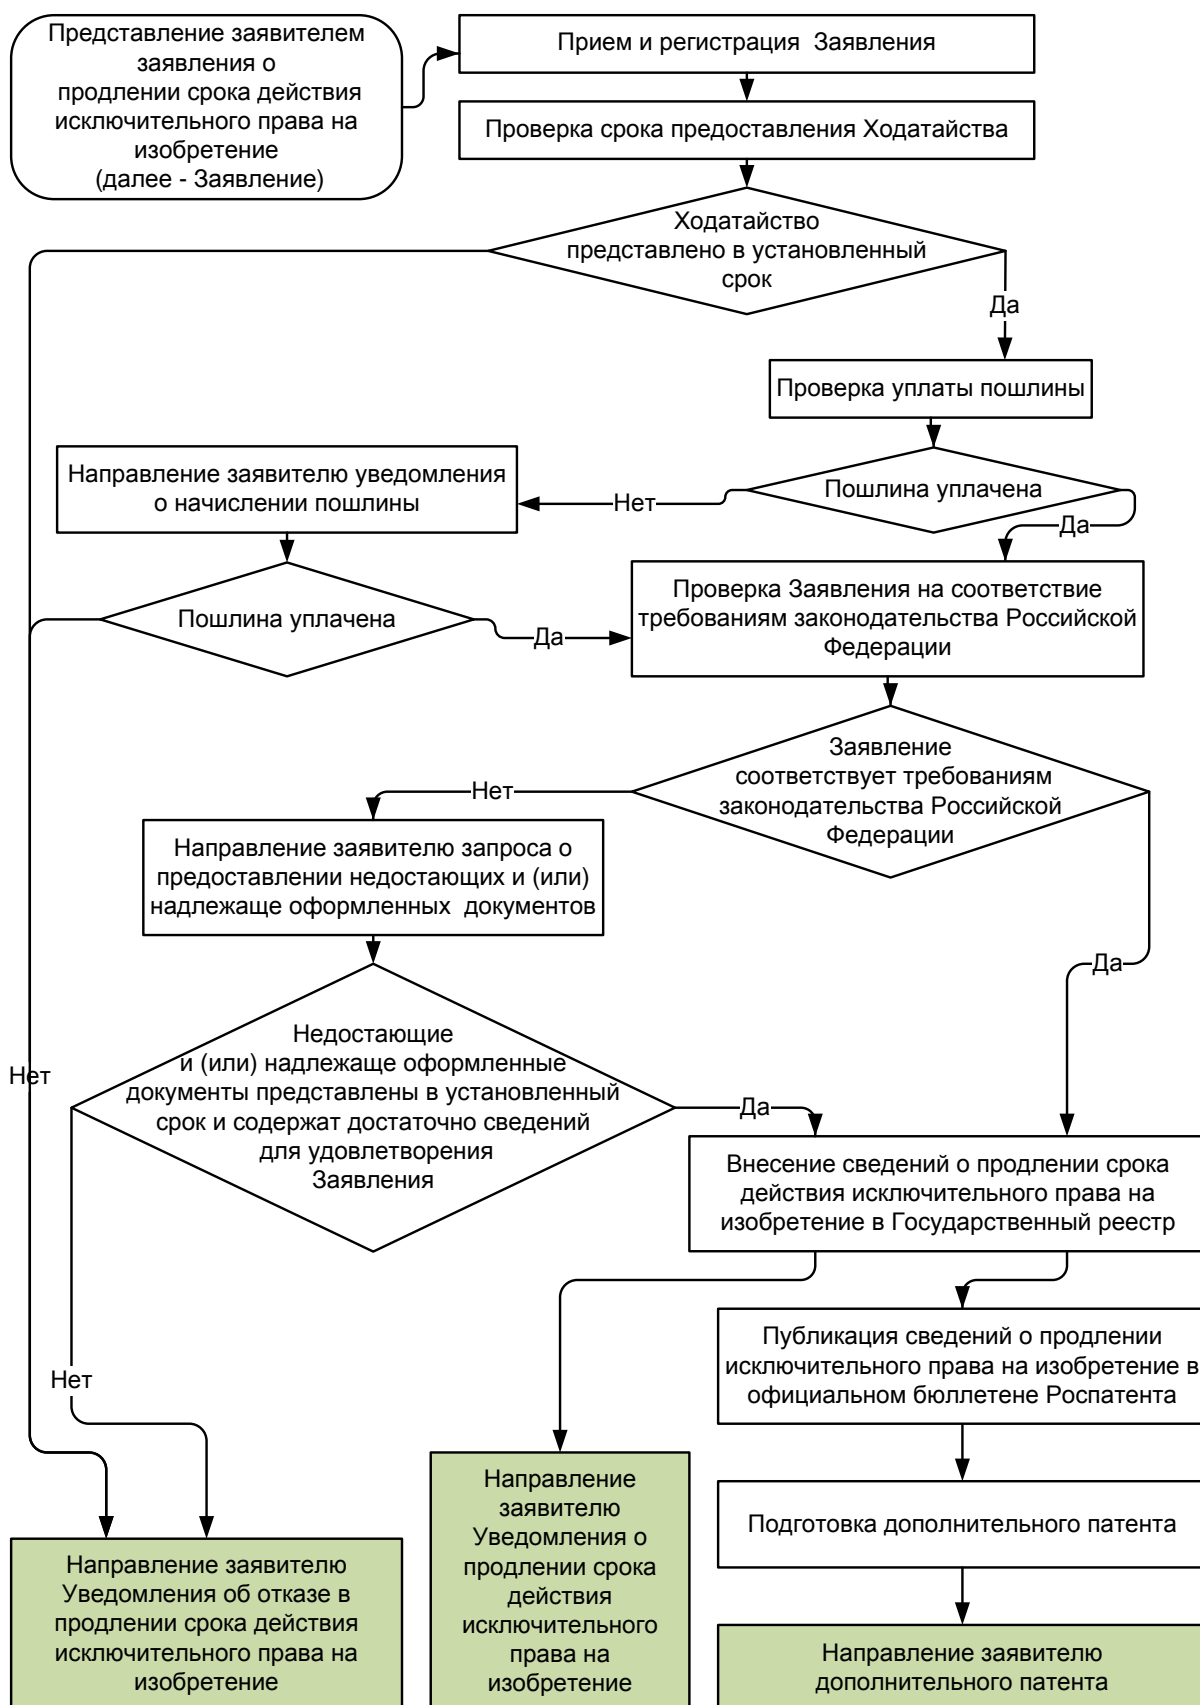 Представление заявителем
заявления о
продлении срока действия
исключительного права на
изобретение
(далее - Заявление)
Прием и регистрация Заявления
Проверка срока предоставления Ходатайства
Ходатайство
представлено в установленный
срок
Да
Проверка уплаты пошлины
Направление заявителю уведомления
о начислении пошлины
Нет
Пошлина уплачена
Да
Пошлина уплачена
Да
Проверка Заявления на соответствие
требованиям законодательства Российской
Федерации
Заявление
соответствует требованиям
законодательства Российской
Федерации
Нет
Направление заявителю запроса о
предоставлении недостающих и (или)
надлежаще оформленных документов
Да
Недостающие
и (или) надлежаще оформленные
документы представлены в установленный
срок и содержат достаточно сведений
для удовлетворения
Заявления
Нет
Да
Внесение сведений о продлении срока
действия исключительного права на
изобретение в Государственный реестр
Публикация сведений о продлении
исключительного права на изобретение в
официальном бюллетене Роспатента
Нет
Направление
заявителю
Уведомления о
продлении срока
действия
исключительного
права на
изобретение
Подготовка дополнительного патента
Направление заявителю
Уведомления об отказе в
продлении срока действия
исключительного права на
изобретение
Направление заявителю
дополнительного патента